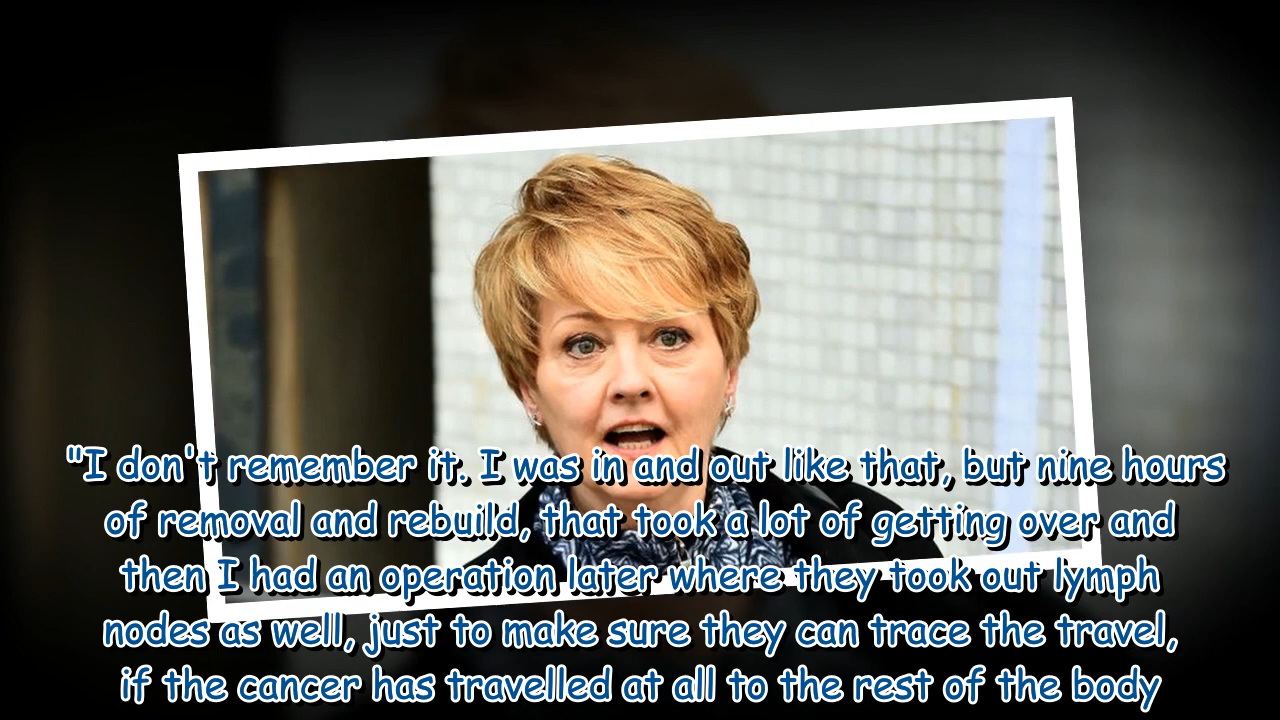 "I don't remember it. I was in and out like that, but nine hours
of removal and rebuild, that took a lot of getting over and
then I had an operation later where they took out lymph
nodes as well, just to make sure they can trace the travel,
if the cancer has travelled at all to the rest of the body